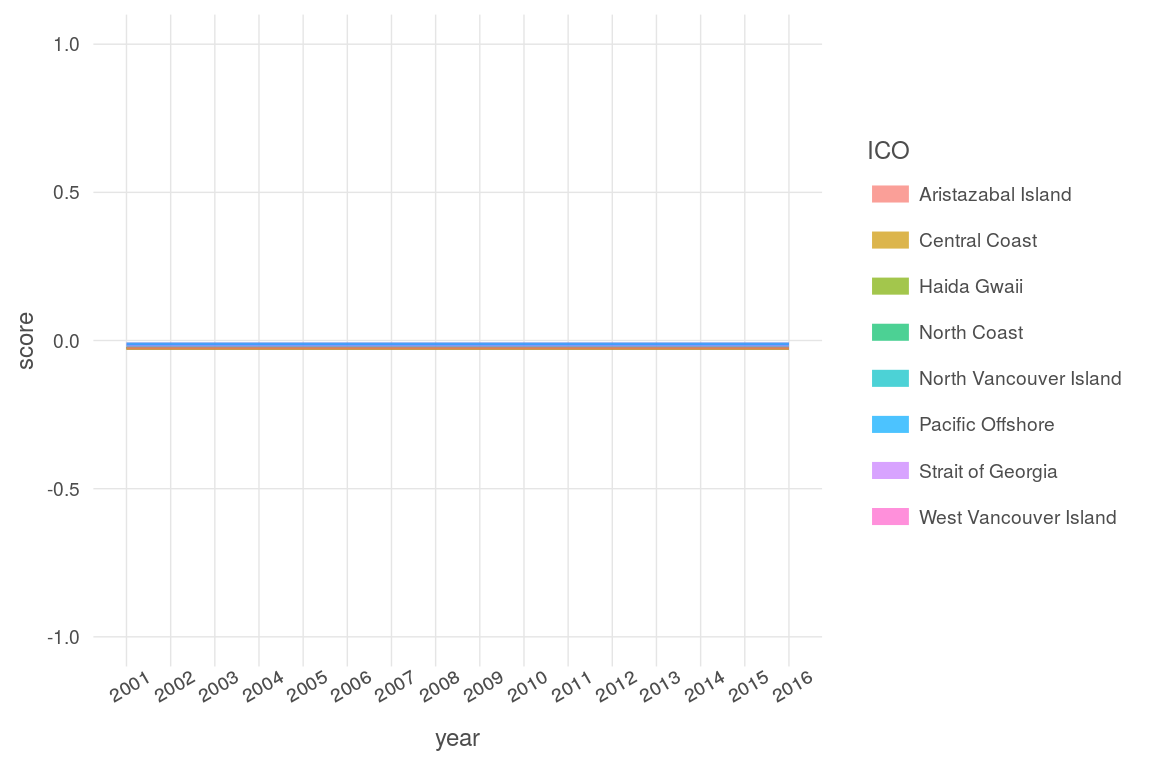 1.0
0.5
0.0
-0.5
-1.0
score
2001 2002 2003 2004 2005 2006 2007 2008 2009 2010 2011 2012 2013 2014 2015 2016
year
ICO
Aristazabal Island
Central Coast
Haida Gwaii
North Coast
North Vancouver Island
Pacific Offshore
Strait of Georgia
West Vancouver Island